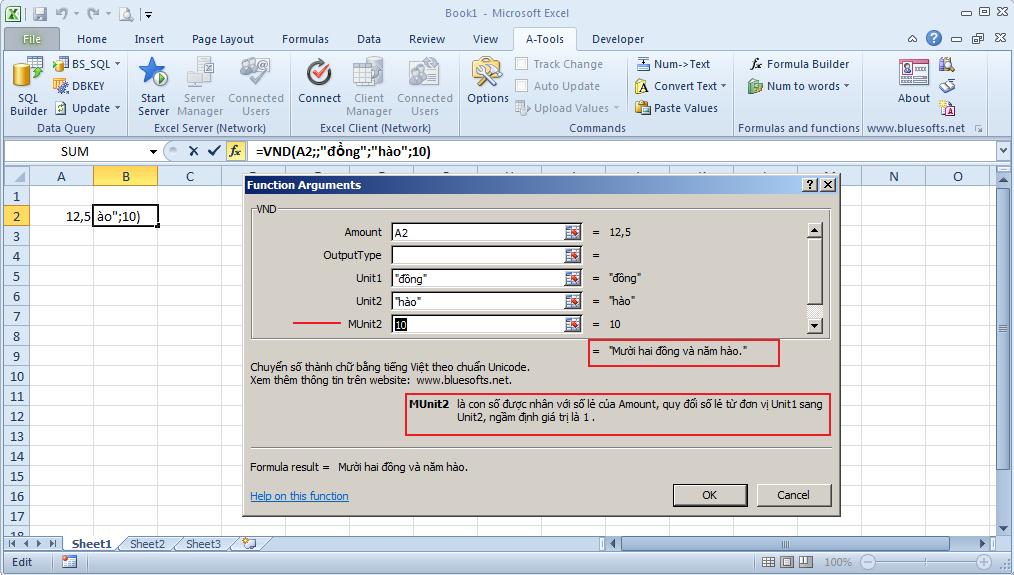 Book1 - Microsoft Excel
File Home Insert Page Layout Formulas Data Review View A-Tools Developer
SQL Builder
BS_SQL
DBKEY
Update
Data Query
Start Server
Server Manager
Connected Users
Excel Server (Network)
Connect
Client Manager
Connected Users
Excel Client (Network)
Options
Track Change
Auto Update
Upload Values
Num->Text
Convert Text
Paste Values
Commands
Formula Builder
Num to words
Formulas and functions
About
www.bluesofts.net
SUM
fx
=VND(A2;;"đồng";"hào";10)
A B C N O
1
2 12,5 ào";10)
3
4
5
6
7
8
9
10
11
12
13
14
15
16
17
18
Function Arguments
VND
Amount A2 = 12,5
OutputType =
Unit1 "đồng" = "đồng"
Unit2 "hào" = "hào"
MUnit2 10 = 10
= "Mười hai đồng và năm hào."
Chuyển số thành chữ bằng tiếng Việt theo chuẩn Unicode.
Xem thêm thông tin trên website: www.bluesofts.net.
MUnit2 là con số được nhân với số lẻ của Amount, quy đổi số lẻ từ đơn vị Unit1 sang
Unit2, ngầm định giá trị là 1 .
Formula result = Mười hai đồng và năm hào.
Help on this function
OK Cancel
Sheet1 Sheet2 Sheet3
Edit 100%